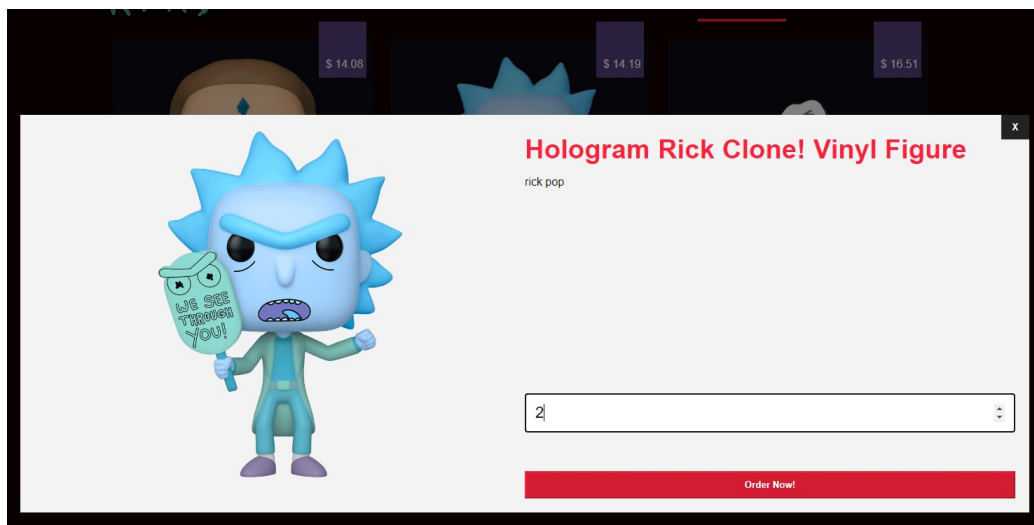 $ 14.08
$ 14.19
$ 16.51
x
Hologram Rick Clone! Vinyl Figure
rick pop
WE SEE
THROUGH
YOU!
2
Order Now!